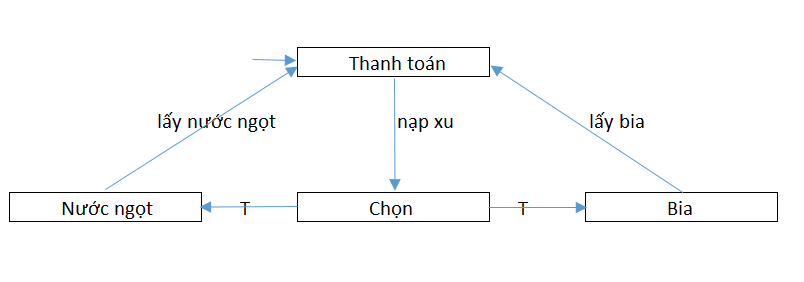 Thanh toán
lấy nước ngọt
nạp xu
lấy bia
Nước ngọt
T
Chọn
T
Bia